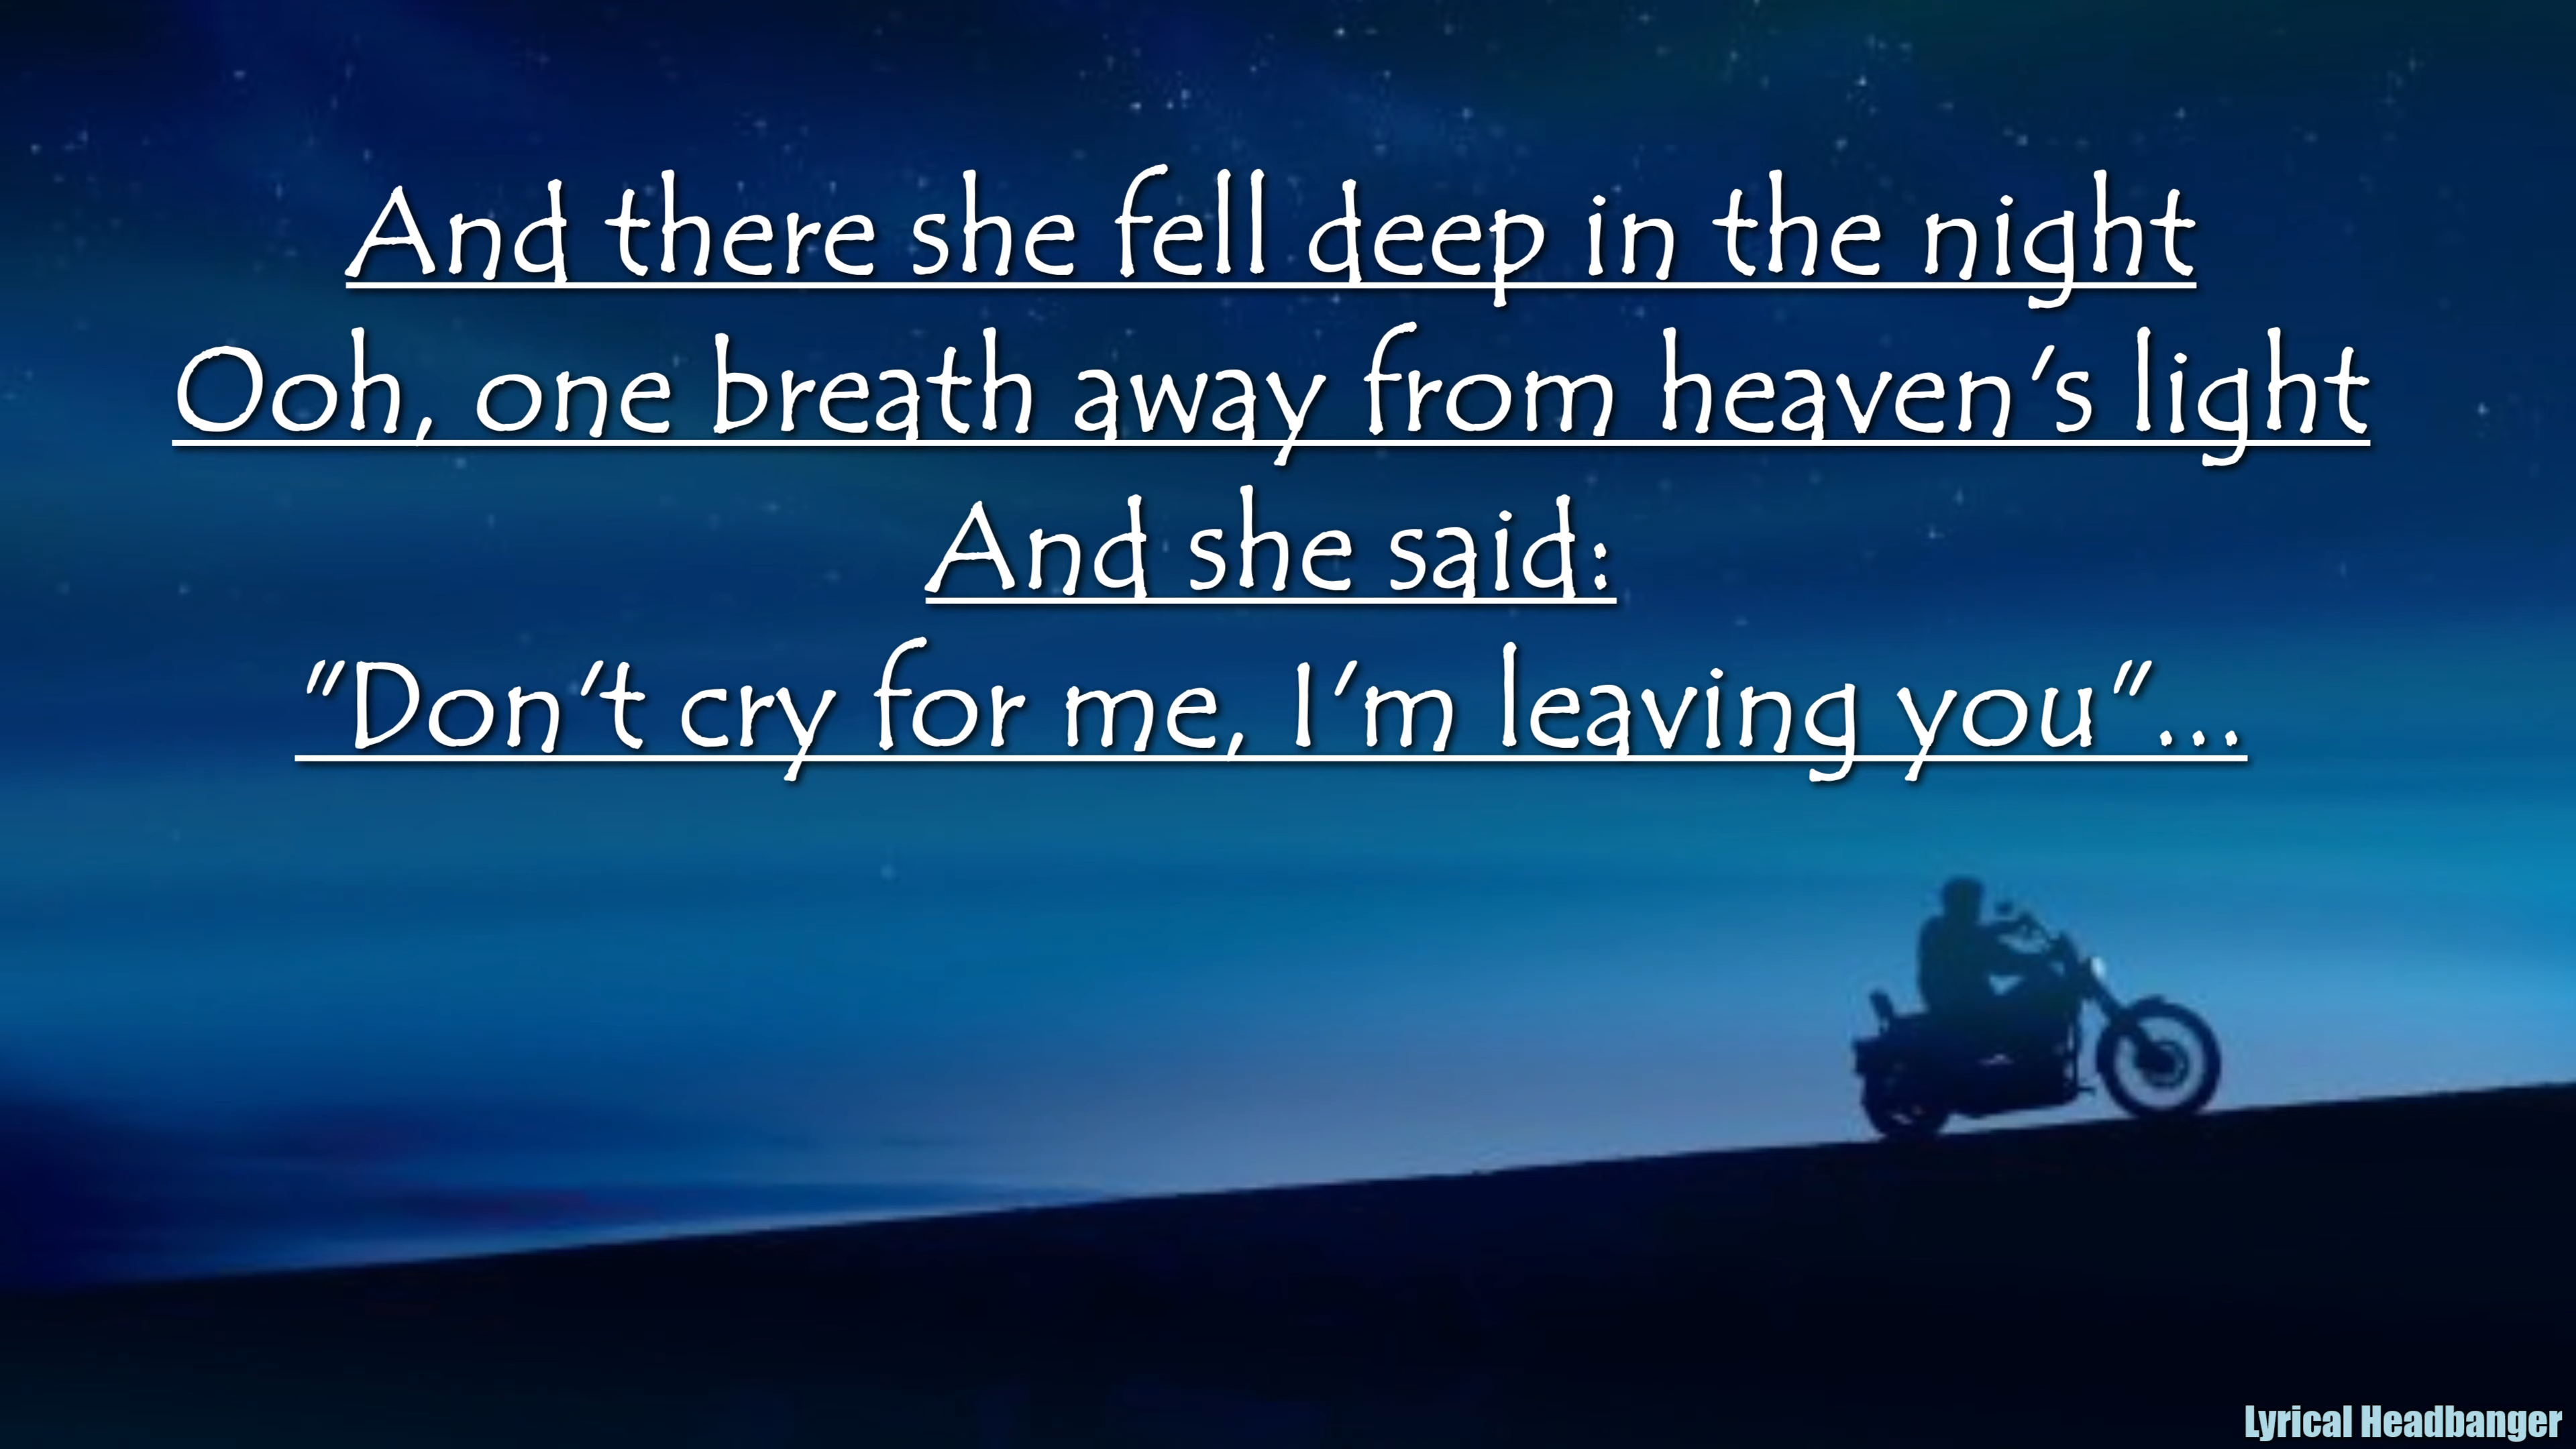 And there she fell deep in the night
Ooh, one breath away from heaven's light
And she said:
"Don't cry for me, I'm leaving you"...
Lyrical Headbanger